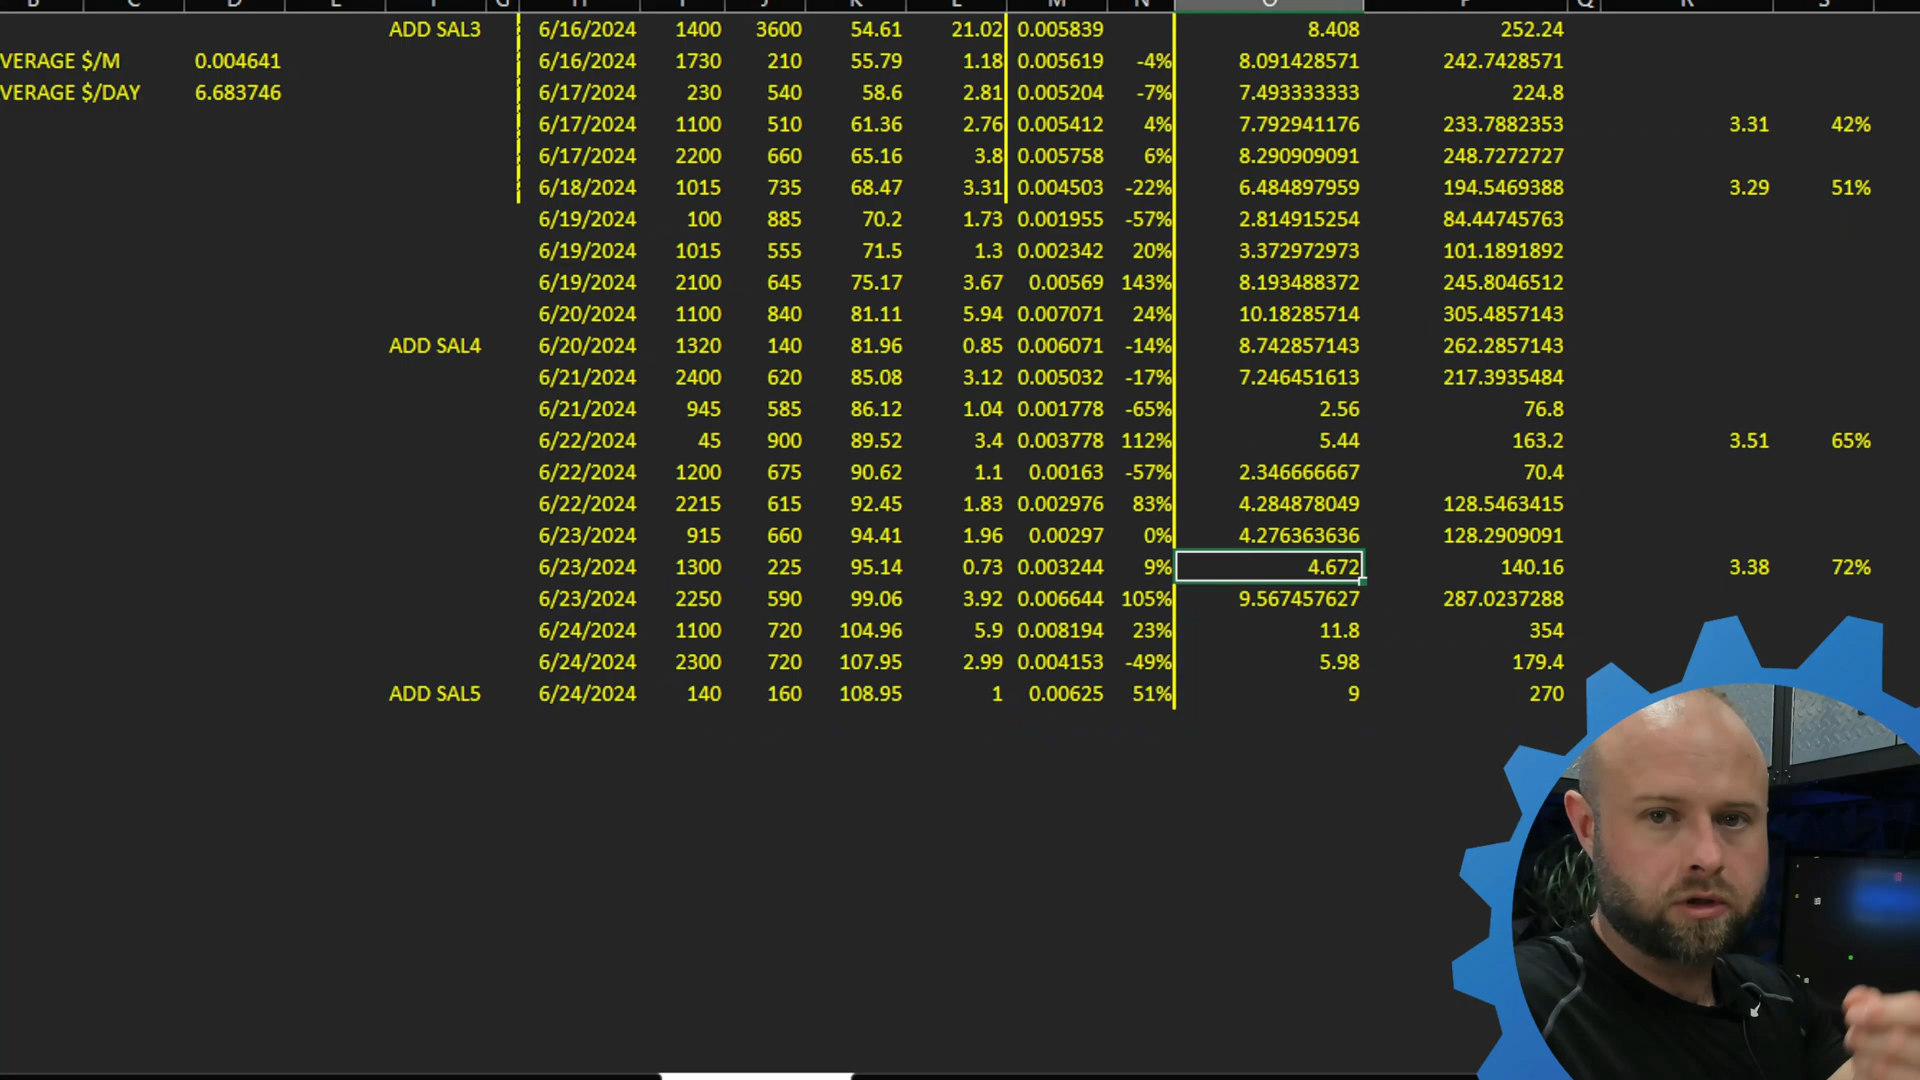 ADD SAL3 6/16/2024 1400 3600 54.61 21.02 0.005839 8.408 252.24
VERAGE $/M 0.004641 6/16/2024 1730 210 55.79 1.18 0.005619 -4% 8.091428571 242.7428571
VERAGE $/DAY 6.683746 6/17/2024 230 540 58.6 2.81 0.005204 -7% 7.493333333 224.8
6/17/2024 1100 510 61.36 2.76 0.005412 4% 7.792941176 233.7882353 3.31 42%
6/17/2024 2200 660 65.16 3.8 0.005758 6% 8.290909091 248.7272727
6/18/2024 1015 735 68.47 3.31 0.004503 -22% 6.484897959 194.5469388 3.29 51%
6/19/2024 100 885 70.2 1.73 0.001955 -57% 2.814915254 84.44745763
6/19/2024 1015 555 71.5 1.3 0.002342 20% 3.372972973 101.1891892
6/19/2024 2100 645 75.17 3.67 0.00569 143% 8.193488372 245.8046512
6/20/2024 1100 840 81.11 5.94 0.007071 24% 10.18285714 305.4857143
ADD SAL4 6/20/2024 1320 140 81.96 0.85 0.006071 -14% 8.742857143 262.2857143
6/21/2024 2400 620 85.08 3.12 0.005032 -17% 7.246451613 217.3935484
6/21/2024 945 585 86.12 1.04 0.001778 -65% 2.56 76.8
6/22/2024 45 900 89.52 3.4 0.003778 112% 5.44 163.2 3.51 65%
6/22/2024 1200 675 90.62 1.1 0.00163 -57% 2.346666667 70.4
6/22/2024 2215 615 92.45 1.83 0.002976 83% 4.284878049 128.5463415
6/23/2024 915 660 94.41 1.96 0.00297 0% 4.276363636 128.2909091
6/23/2024 1300 225 95.14 0.73 0.003244 9% 4.672 140.16 3.38 72%
6/23/2024 2250 590 99.06 3.92 0.006644 105% 9.567457627 287.0237288
6/24/2024 1100 720 104.96 5.9 0.008194 23% 11.8 354
6/24/2024 2300 720 107.95 2.99 0.004153 -49% 5.98 179.4
ADD SAL5 6/24/2024 140 160 108.95 1 0.00625 51% 9 270